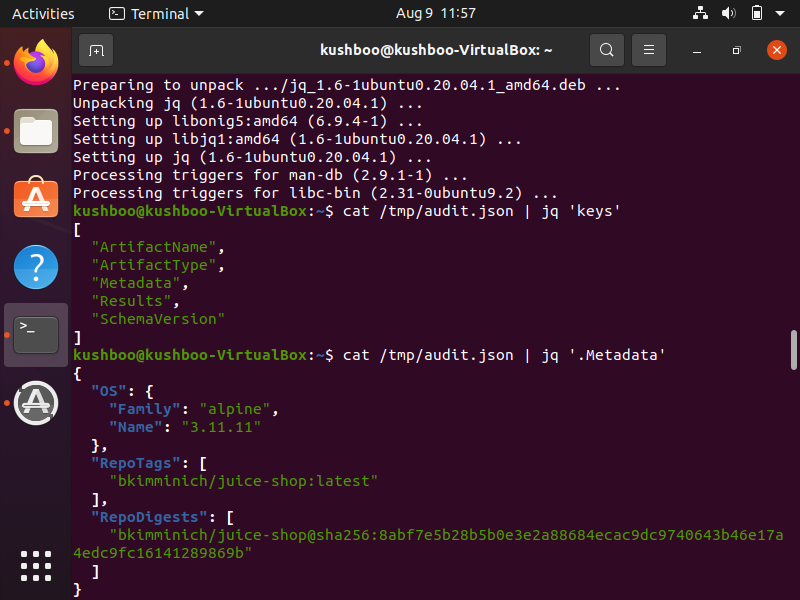 Activities
Terminal
Aug 9 11:57
kushboo@kushboo-VirtualBox: ~
Preparing to unpack .../jq_1.6-1ubuntu0.20.04.1_amd64.deb ...
Unpacking jq (1.6-1ubuntu0.20.04.1) ...
Setting up libonig5:amd64 (6.9.4-1) ...
Setting up libjq1:amd64 (1.6-1ubuntu0.20.04.1) ...
Setting up jq (1.6-1ubuntu0.20.04.1) ...
Processing triggers for man-db (2.9.1-1) ...
Processing triggers for libc-bin (2.31-0ubuntu9.2) ...
kushboo@kushboo-VirtualBox:~$ cat /tmp/audit.json | jq 'keys'
[
  "ArtifactName",
  "ArtifactType",
  "Metadata",
  "Results",
  "SchemaVersion"
]
kushboo@kushboo-VirtualBox:~$ cat /tmp/audit.json | jq '.Metadata'
{
  "OS": {
    "Family": "alpine",
    "Name": "3.11.11"
  },
  "RepoTags": [
    "bkimminich/juice-shop:latest"
  ],
  "RepoDigests": [
    "bkimminich/juice-shop@sha256:8abf7e5b28b5b0e3e2a88684ecac9dc9740643b46e17a
4edc9fc16141289869b"
  ]
}